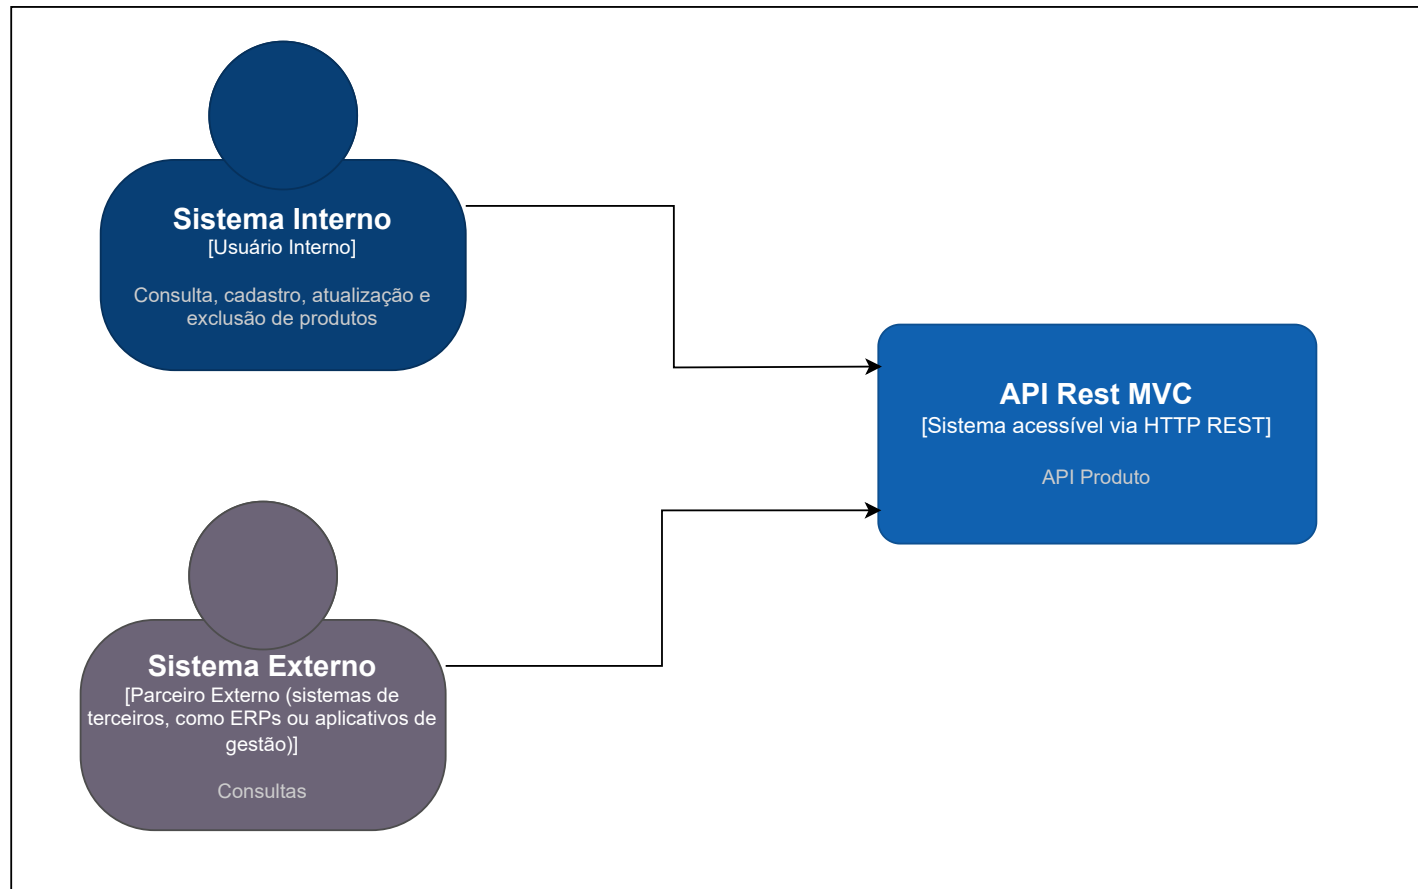 Sistema Interno
[Usuário Interno]
Consulta, cadastro, atualização e
exclusão de produtos
API Rest MVC
[Sistema acessível via HTTP REST]
API Produto
Sistema Externo
[Parceiro Externo (sistemas de
terceiros, como ERPs ou aplicativos de
gestão)]
Consultas